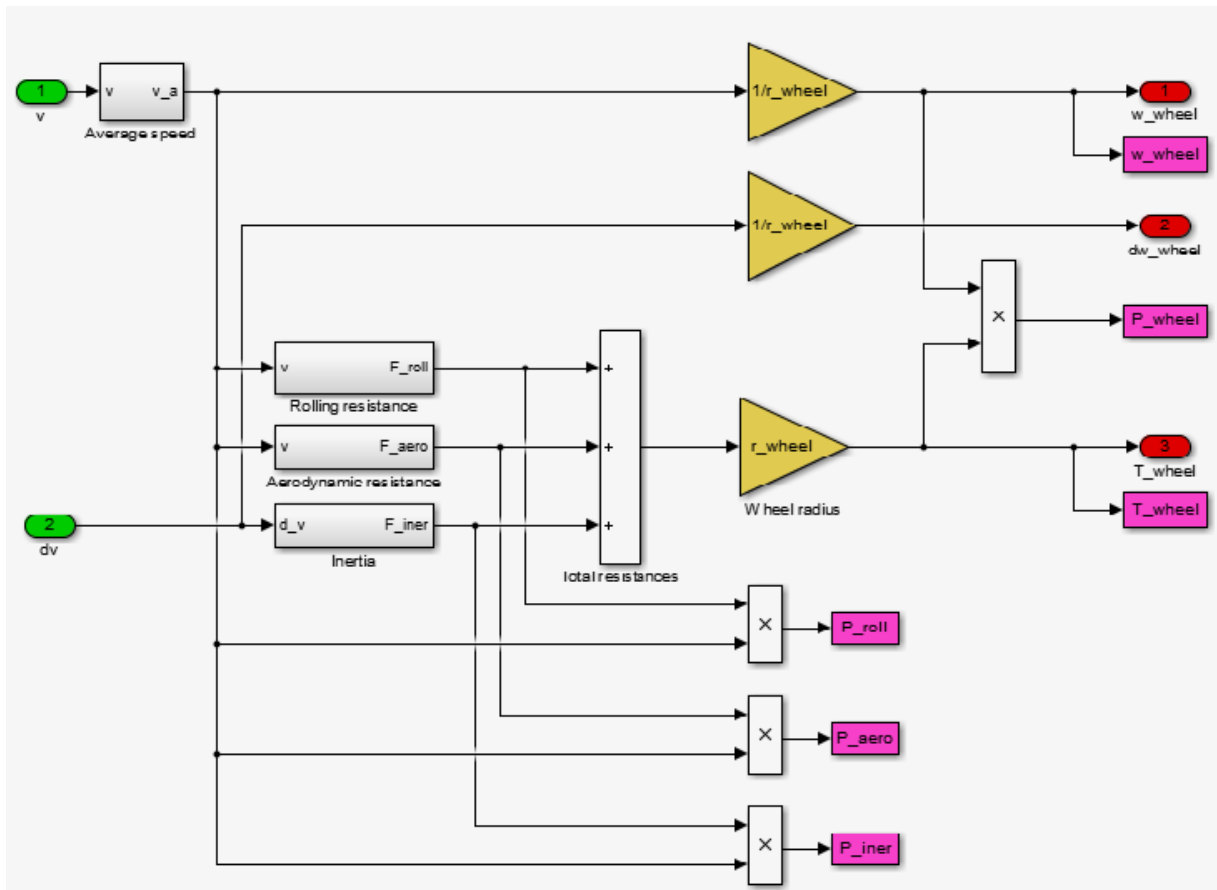 1
v
v v_a
Average speed
1/r_wheel
1
w_wheel
w_wheel
1/r_wheel
2
dw_wheel
×
P_wheel
v F_roll
Rolling resistance
+
v F_aero
Aerodynamic resistance
+
r_wheel
Wheel radius
3
T_wheel
T_wheel
2
dv
d_v F_iner
Inertia
+
Total resistances
×
P_roll
×
P_aero
×
P_iner